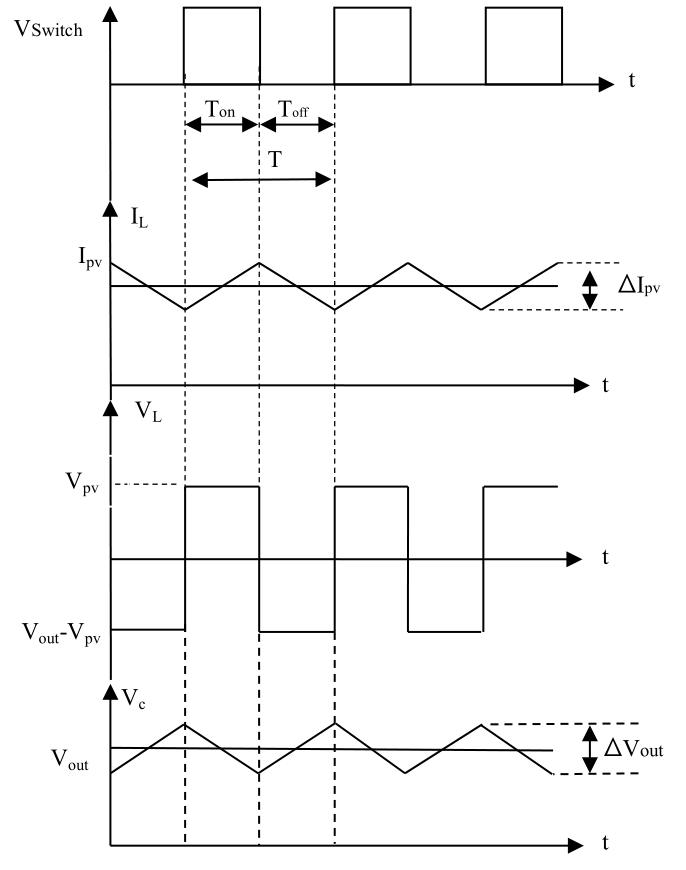 VSwitch
t
Ton
Toff
T
IL
Ipv
ΔIpv
t
VL
Vpv
t
Vout-Vpv
Vc
Vout
ΔVout
t